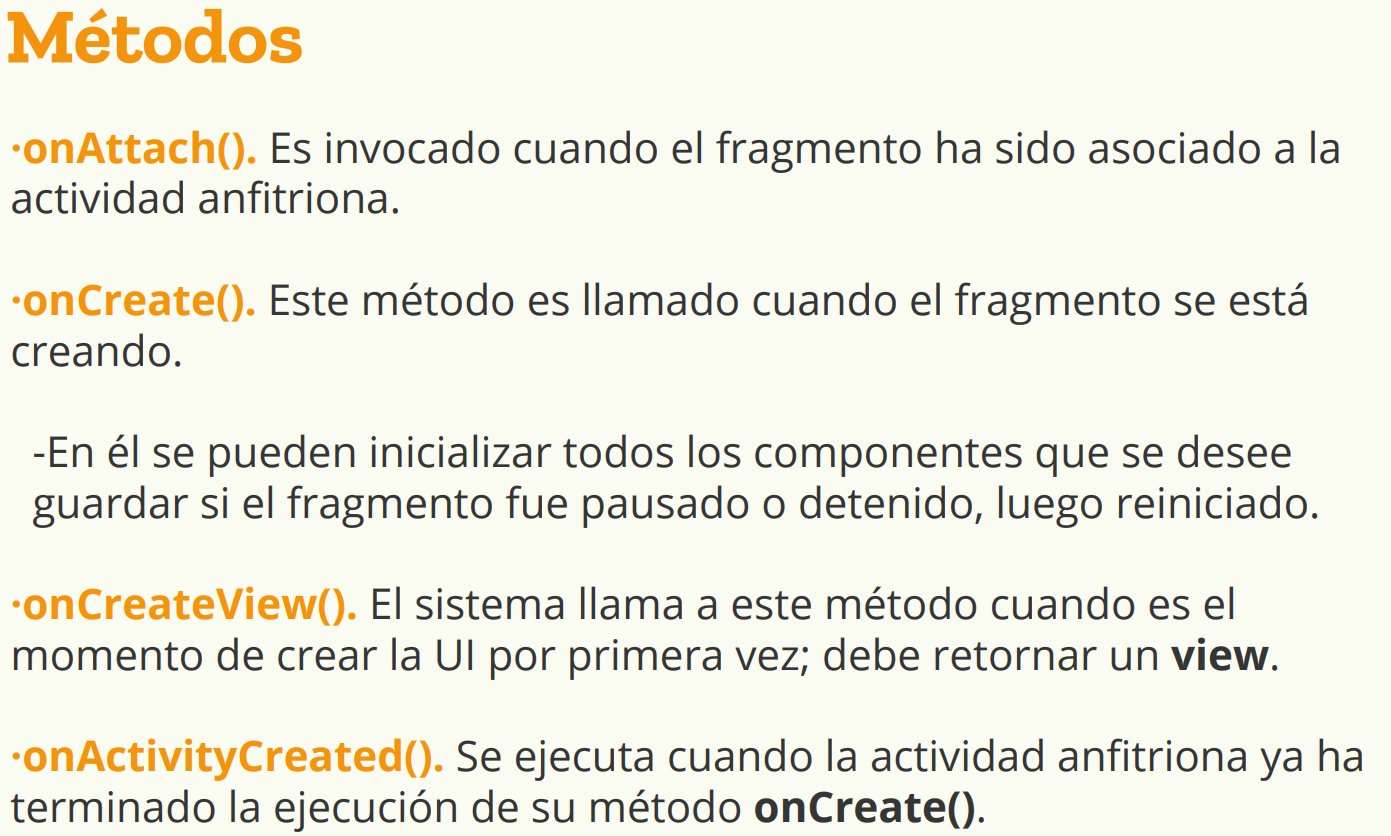 Métodos
·onAttach(). Es invocado cuando el fragmento ha sido asociado a la
actividad anfitriona.
·onCreate(). Este método es llamado cuando el fragmento se está
creando.
-En él se pueden inicializar todos los componentes que se desee
guardar si el fragmento fue pausado o detenido, luego reiniciado.
·onCreateView(). El sistema llama a este método cuando es el
momento de crear la UI por primera vez; debe retornar un view.
·onActivityCreated(). Se ejecuta cuando la actividad anfitriona ya ha
terminado la ejecución de su método onCreate().